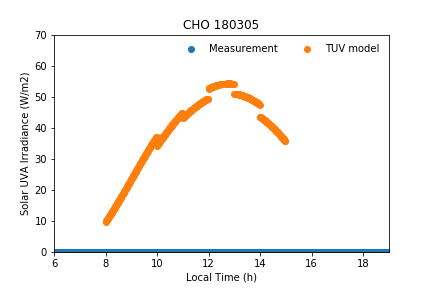 CHO 180305
Measurement
TUV model
Solar UVA Irradiance (W/m2)
70
60
50
40
30
20
10
0
6 8 10 12 14 16 18
Local Time (h)